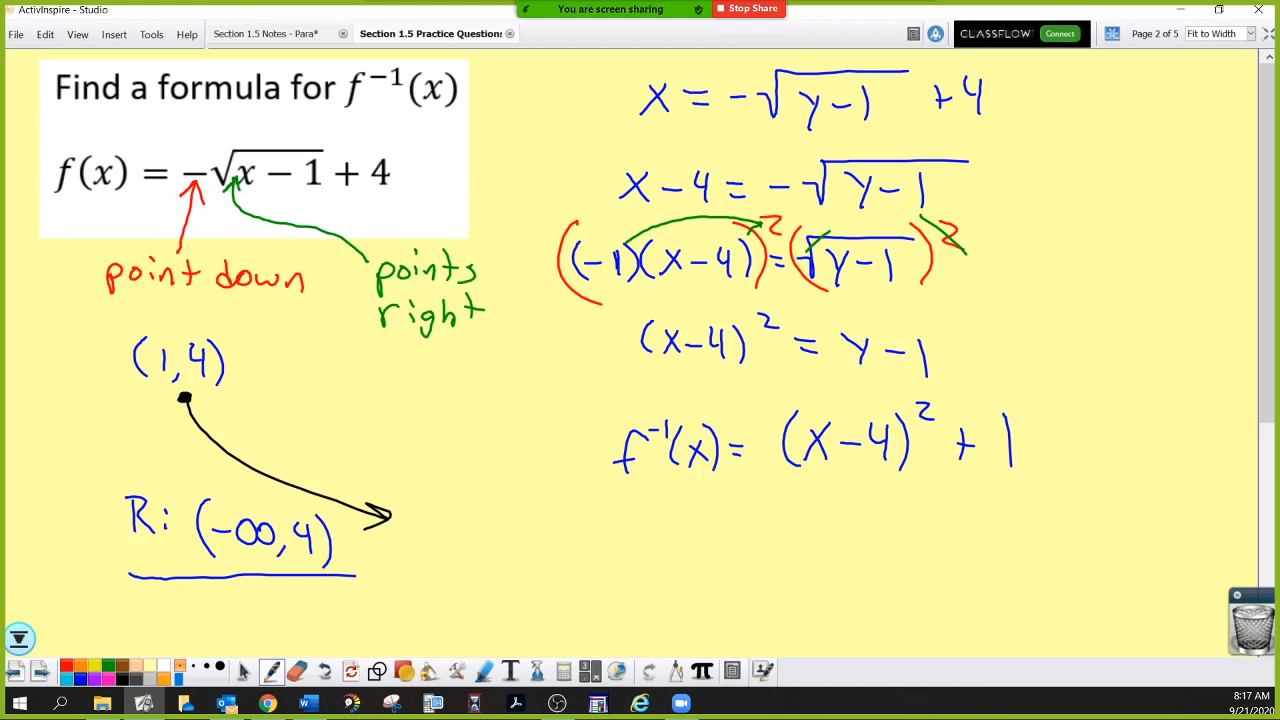 ActivInspire - Studio
You are screen sharing
Stop Share
File Edit View Insert Tools Help
Section 1.5 Notes - Para*
Section 1.5 Practice Questions
CLASSFLOW
Connect
Page 2 of 5
Fit to Width
Find a formula for f⁻¹(x)
f(x) = −√(x − 1) + 4
point down
points
right
(1,4)
R: (-∞,4)
x = -√(y-1) +4
x-4 = -√(y-1)
((-1)(x-4))² = (√(y-1))²
(x-4)² = y-1
f⁻¹(x) = (x-4)² + 1
8:17 AM
9/21/2020